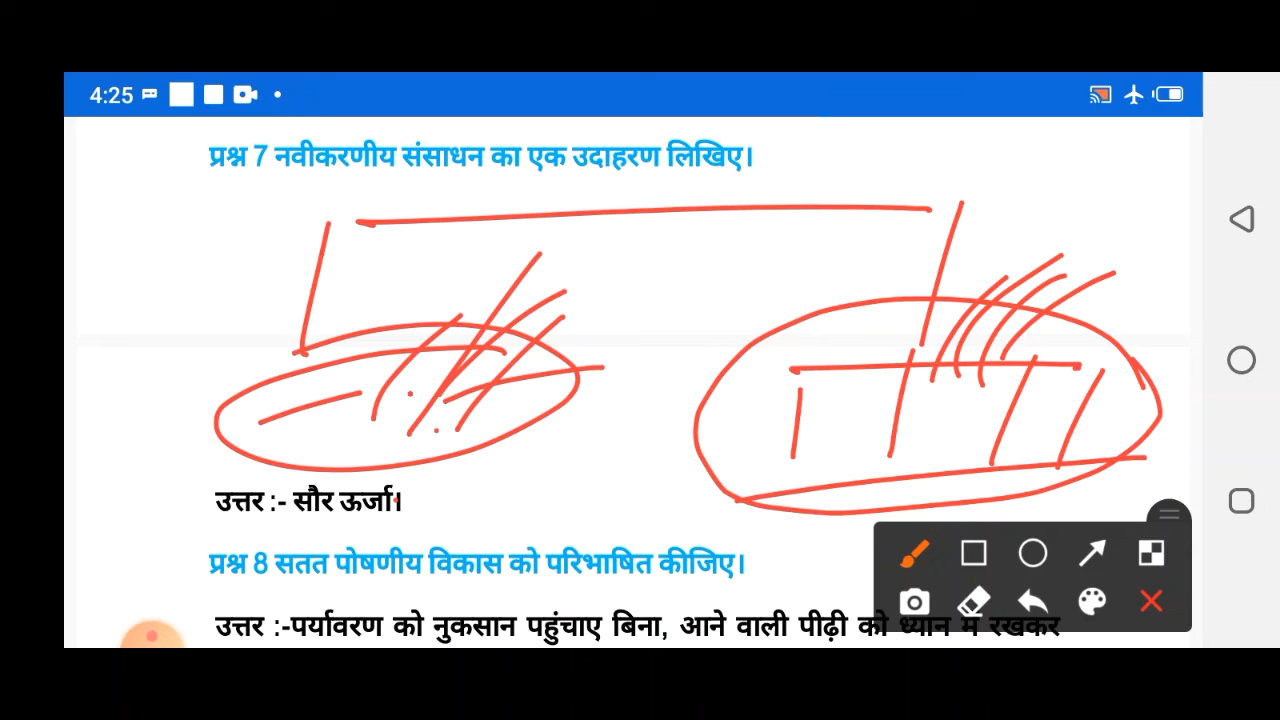 4:25
प्रश्न 7 नवीकरणीय संसाधन का एक उदाहरण लिखिए।
उत्तर :- सौर ऊर्जा।
प्रश्न 8 सतत पोषणीय विकास को परिभाषित कीजिए।
उत्तर :-पर्यावरण को नुकसान पहुंचाए बिना, आने वाली पीढ़ी को ध्यान में रखकर